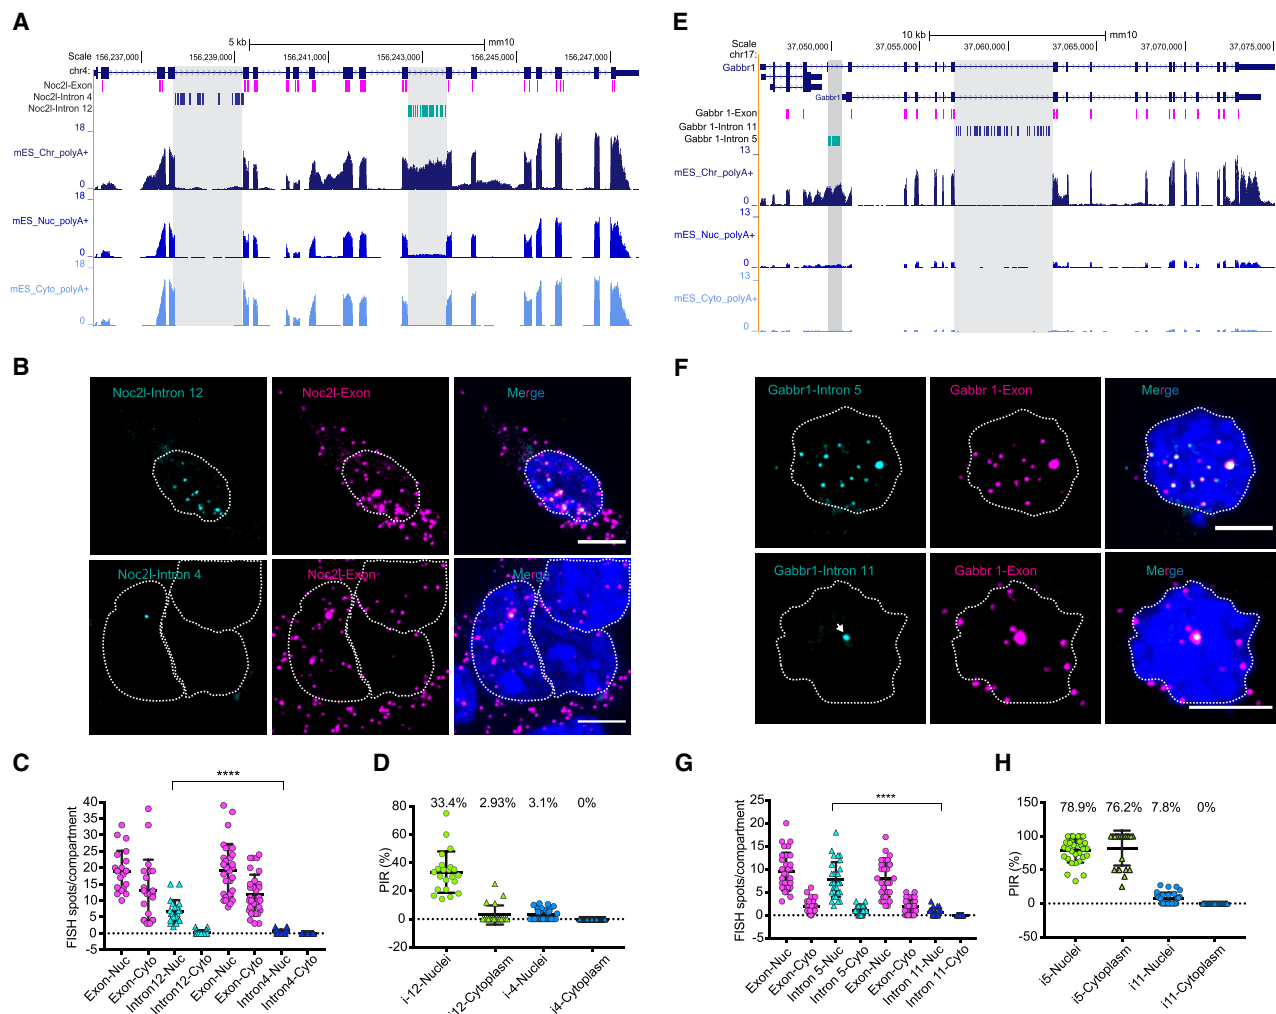 A
5 kb
mm10
Scale
156,237,000
156,239,000
156,241,000
156,243,000
156,245,000
156,247,000
chr4:
Noc2l-Exon
Noc2l-Intron 4
Noc2l-Intron 12
18
mES_Chr_polyA+
0
18
mES_Nuc_polyA+
0
18
mES_Cyto_polyA+
0
E
10 kb
mm10
Scale
chr17:
37,050,000
37,055,000
37,060,000
37,065,000
37,070,000
37,075,000
Gabbr1
Gabbr1
Gabbr 1-Exon
Gabbr 1-Intron 11
Gabbr 1-Intron 5
13
mES_Chr_polyA+
0
13
mES_Nuc_polyA+
0
13
mES_Cyto_polyA+
0
B
Noc2l-Intron 12
Noc2l-Exon
Merge
Noc2l-Intron 4
Noc2l-Exon
Merge
F
Gabbr1-Intron 5
Gabbr 1-Exon
Merge
Gabbr1-Intron 11
Gabbr 1-Exon
Merge
C
****
FISH spots/compartment
40
35
30
25
20
15
10
5
0
-5
Exon-Nuc
Exon-Cyto
Intron12-Nuc
Intron12-Cyto
Exon-Nuc
Exon-Cyto
Intron4-Nuc
Intron4-Cyto
D
33.4%
2.93%
3.1%
0%
PIR (%)
80
60
40
20
0
-20
i-12-Nuclei
i12-Cytoplasm
i-4-Nuclei
i4-Cytoplasm
G
****
FISH spots/compartment
25
20
15
10
5
0
-5
Exon-Nuc
Exon-Cyto
Intron 5-Nuc
Intron 5-Cyto
Exon-Nuc
Exon-Cyto
Intron 11-Nuc
Intron 11-Cyto
H
78.9%
76.2%
7.8%
0%
PIR (%)
150
100
50
0
-50
i5-Nuclei
i5-Cytoplasm
i11-Nuclei
i11-Cytoplasm